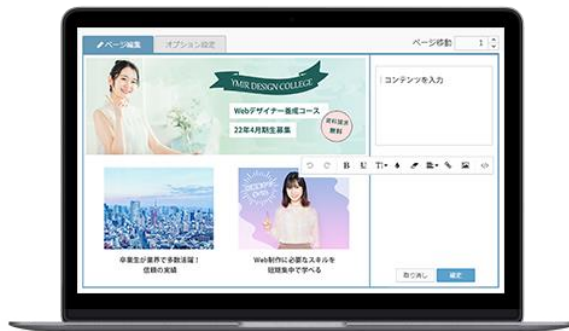 ページ編集
オプション設定
ページ移動
1
YMIR DESIGN COLLEGE
Webデザイナー養成コース
22年4月期生募集
資料請求
無料
コンテンツを入力
B U
卒業生が業界で多数活躍！
信頼の実績
Web制作に必要なスキルを
短期集中で学べる
取り消し
確定